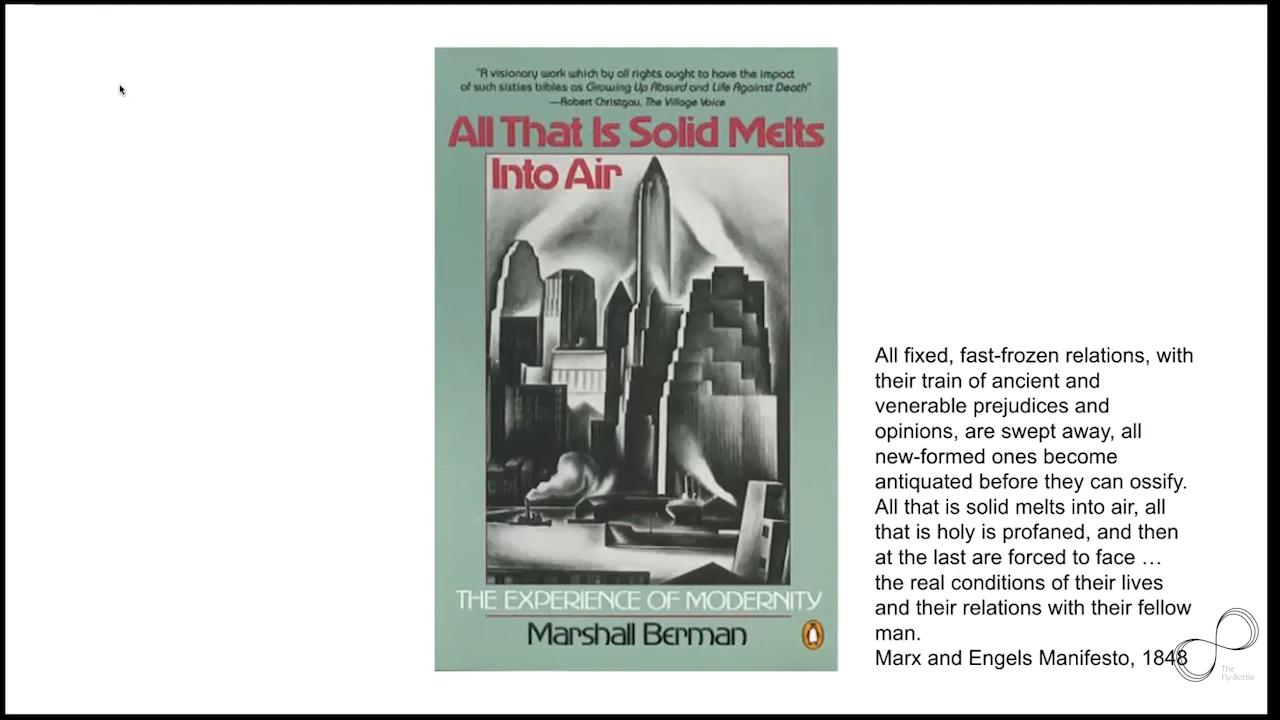 "A visionary work which by all rights ought to have the impact
of such sixties bibles as Growing Up Absurd and Life Against Death"
—Robert Christgau, The Village Voice
All That Is Solid Melts
Into Air
THE EXPERIENCE OF MODERNITY
Marshall Berman
All fixed, fast-frozen relations, with
their train of ancient and
venerable prejudices and
opinions, are swept away, all
new-formed ones become
antiquated before they can ossify.
All that is solid melts into air, all
that is holy is profaned, and then
at the last are forced to face …
the real conditions of their lives
and their relations with their fellow
man.
Marx and Engels Manifesto, 1848
The
Fly-Bottle